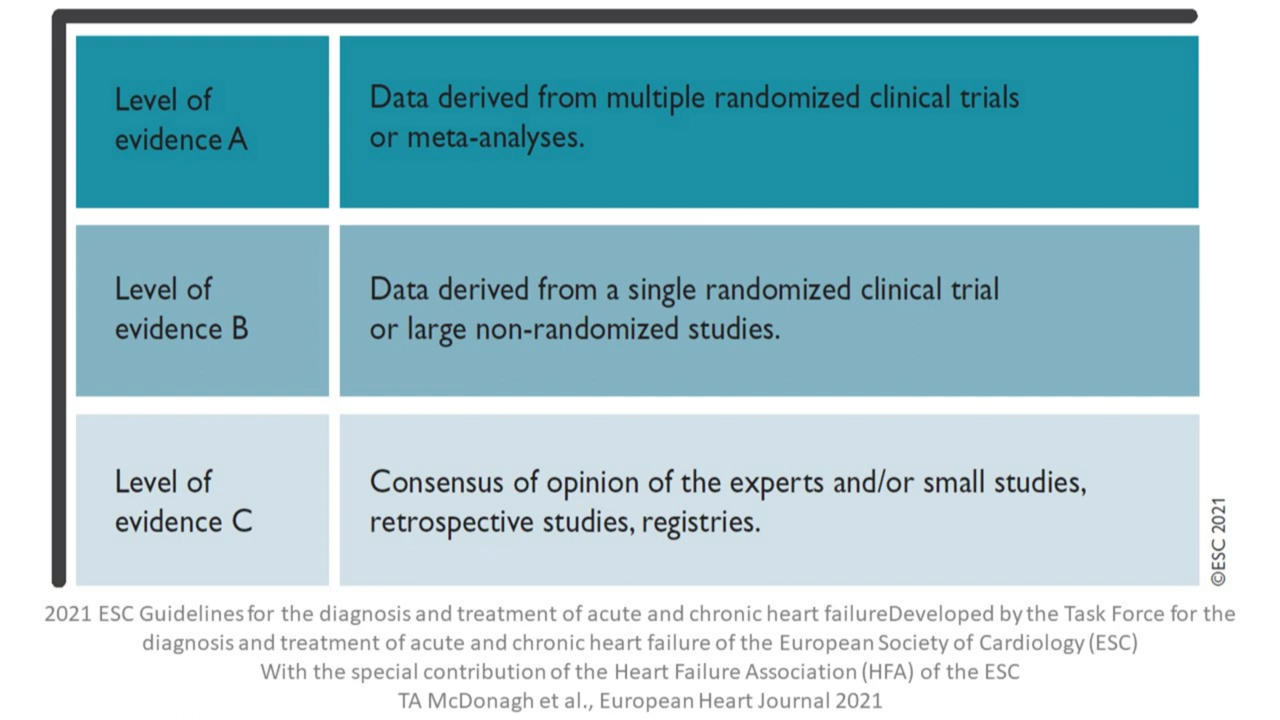 Level of
evidence A
Data derived from multiple randomized clinical trials
or meta-analyses.
Level of
evidence B
Data derived from a single randomized clinical trial
or large non-randomized studies.
Level of
evidence C
Consensus of opinion of the experts and/or small studies,
retrospective studies, registries.
©ESC 2021
2021 ESC Guidelines for the diagnosis and treatment of acute and chronic heart failureDeveloped by the Task Force for the
diagnosis and treatment of acute and chronic heart failure of the European Society of Cardiology (ESC)
With the special contribution of the Heart Failure Association (HFA) of the ESC
TA McDonagh et al., European Heart Journal 2021